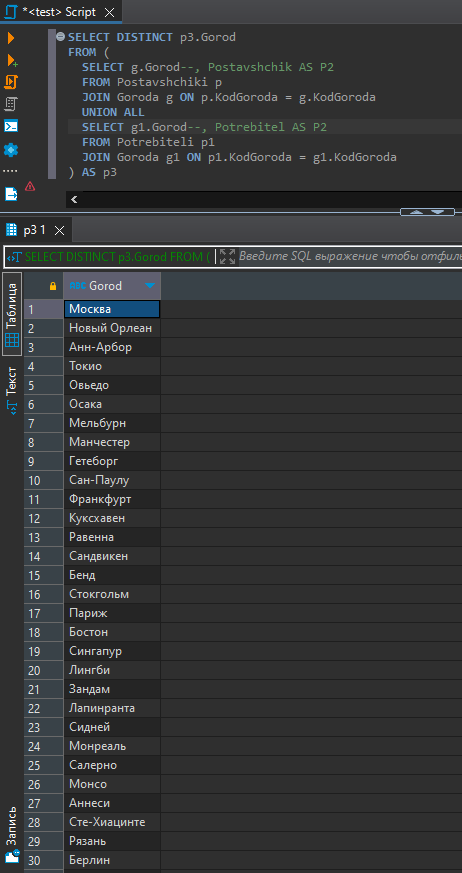 *<test> Script
SELECT DISTINCT p3.Gorod
FROM (
SELECT g.Gorod--, Postavshchik AS P2
FROM Postavshchiki p
JOIN Goroda g ON p.KodGoroda = g.KodGoroda
UNION ALL
SELECT g1.Gorod--, Potrebitel AS P2
FROM Potrebiteli p1
JOIN Goroda g1 ON p1.KodGoroda = g1.KodGoroda
) AS p3
p3 1
SELECT DISTINCT p3.Gorod FROM ( Введите SQL выражение чтобы отфиль
Таблица
Текст
Запись
Gorod
1 Москва
2 Новый Орлеан
3 Анн-Арбор
4 Токио
5 Овьедо
6 Осака
7 Мельбурн
8 Манчестер
9 Гетеборг
10 Сан-Паулу
11 Франкфурт
12 Куксхавен
13 Равенна
14 Сандвикен
15 Бенд
16 Стокгольм
17 Париж
18 Бостон
19 Сингапур
20 Лингби
21 Зандам
22 Лапинранта
23 Сидней
24 Монреаль
25 Салерно
26 Монсо
27 Аннеси
28 Сте-Хиацинте
29 Рязань
30 Берлин